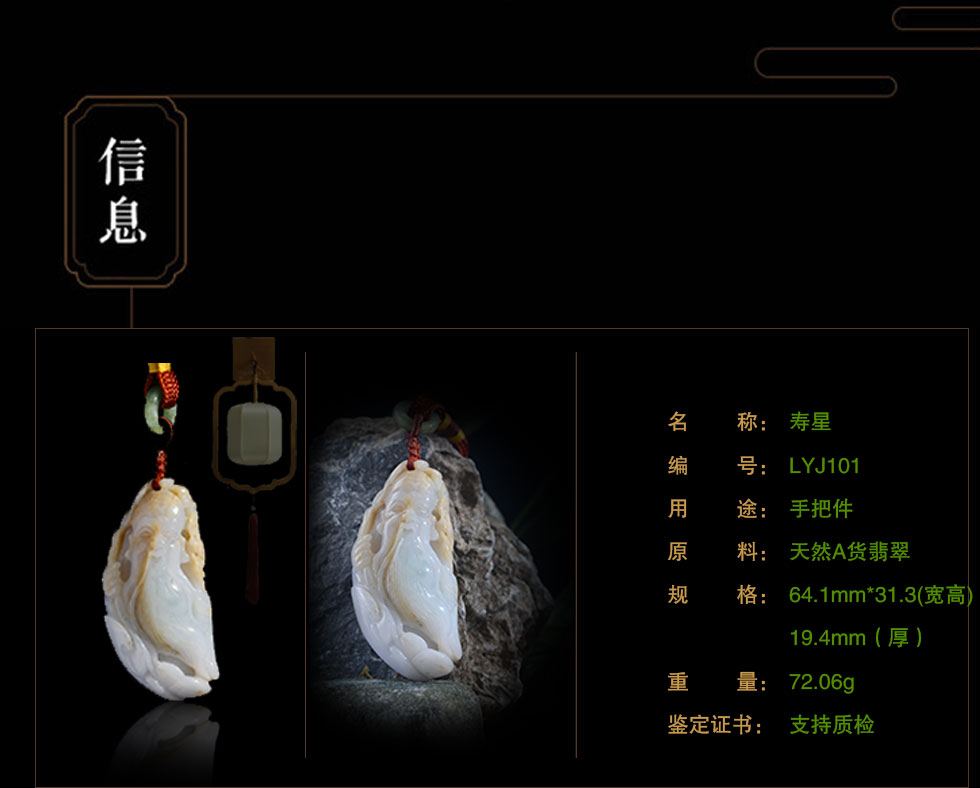 信
息
名 称： 寿星
编 号： LYJ101
用 途： 手把件
原 料： 天然A货翡翠
规 格： 64.1mm*31.3(宽高)
19.4mm（厚）
重 量： 72.06g
鉴定证书： 支持质检